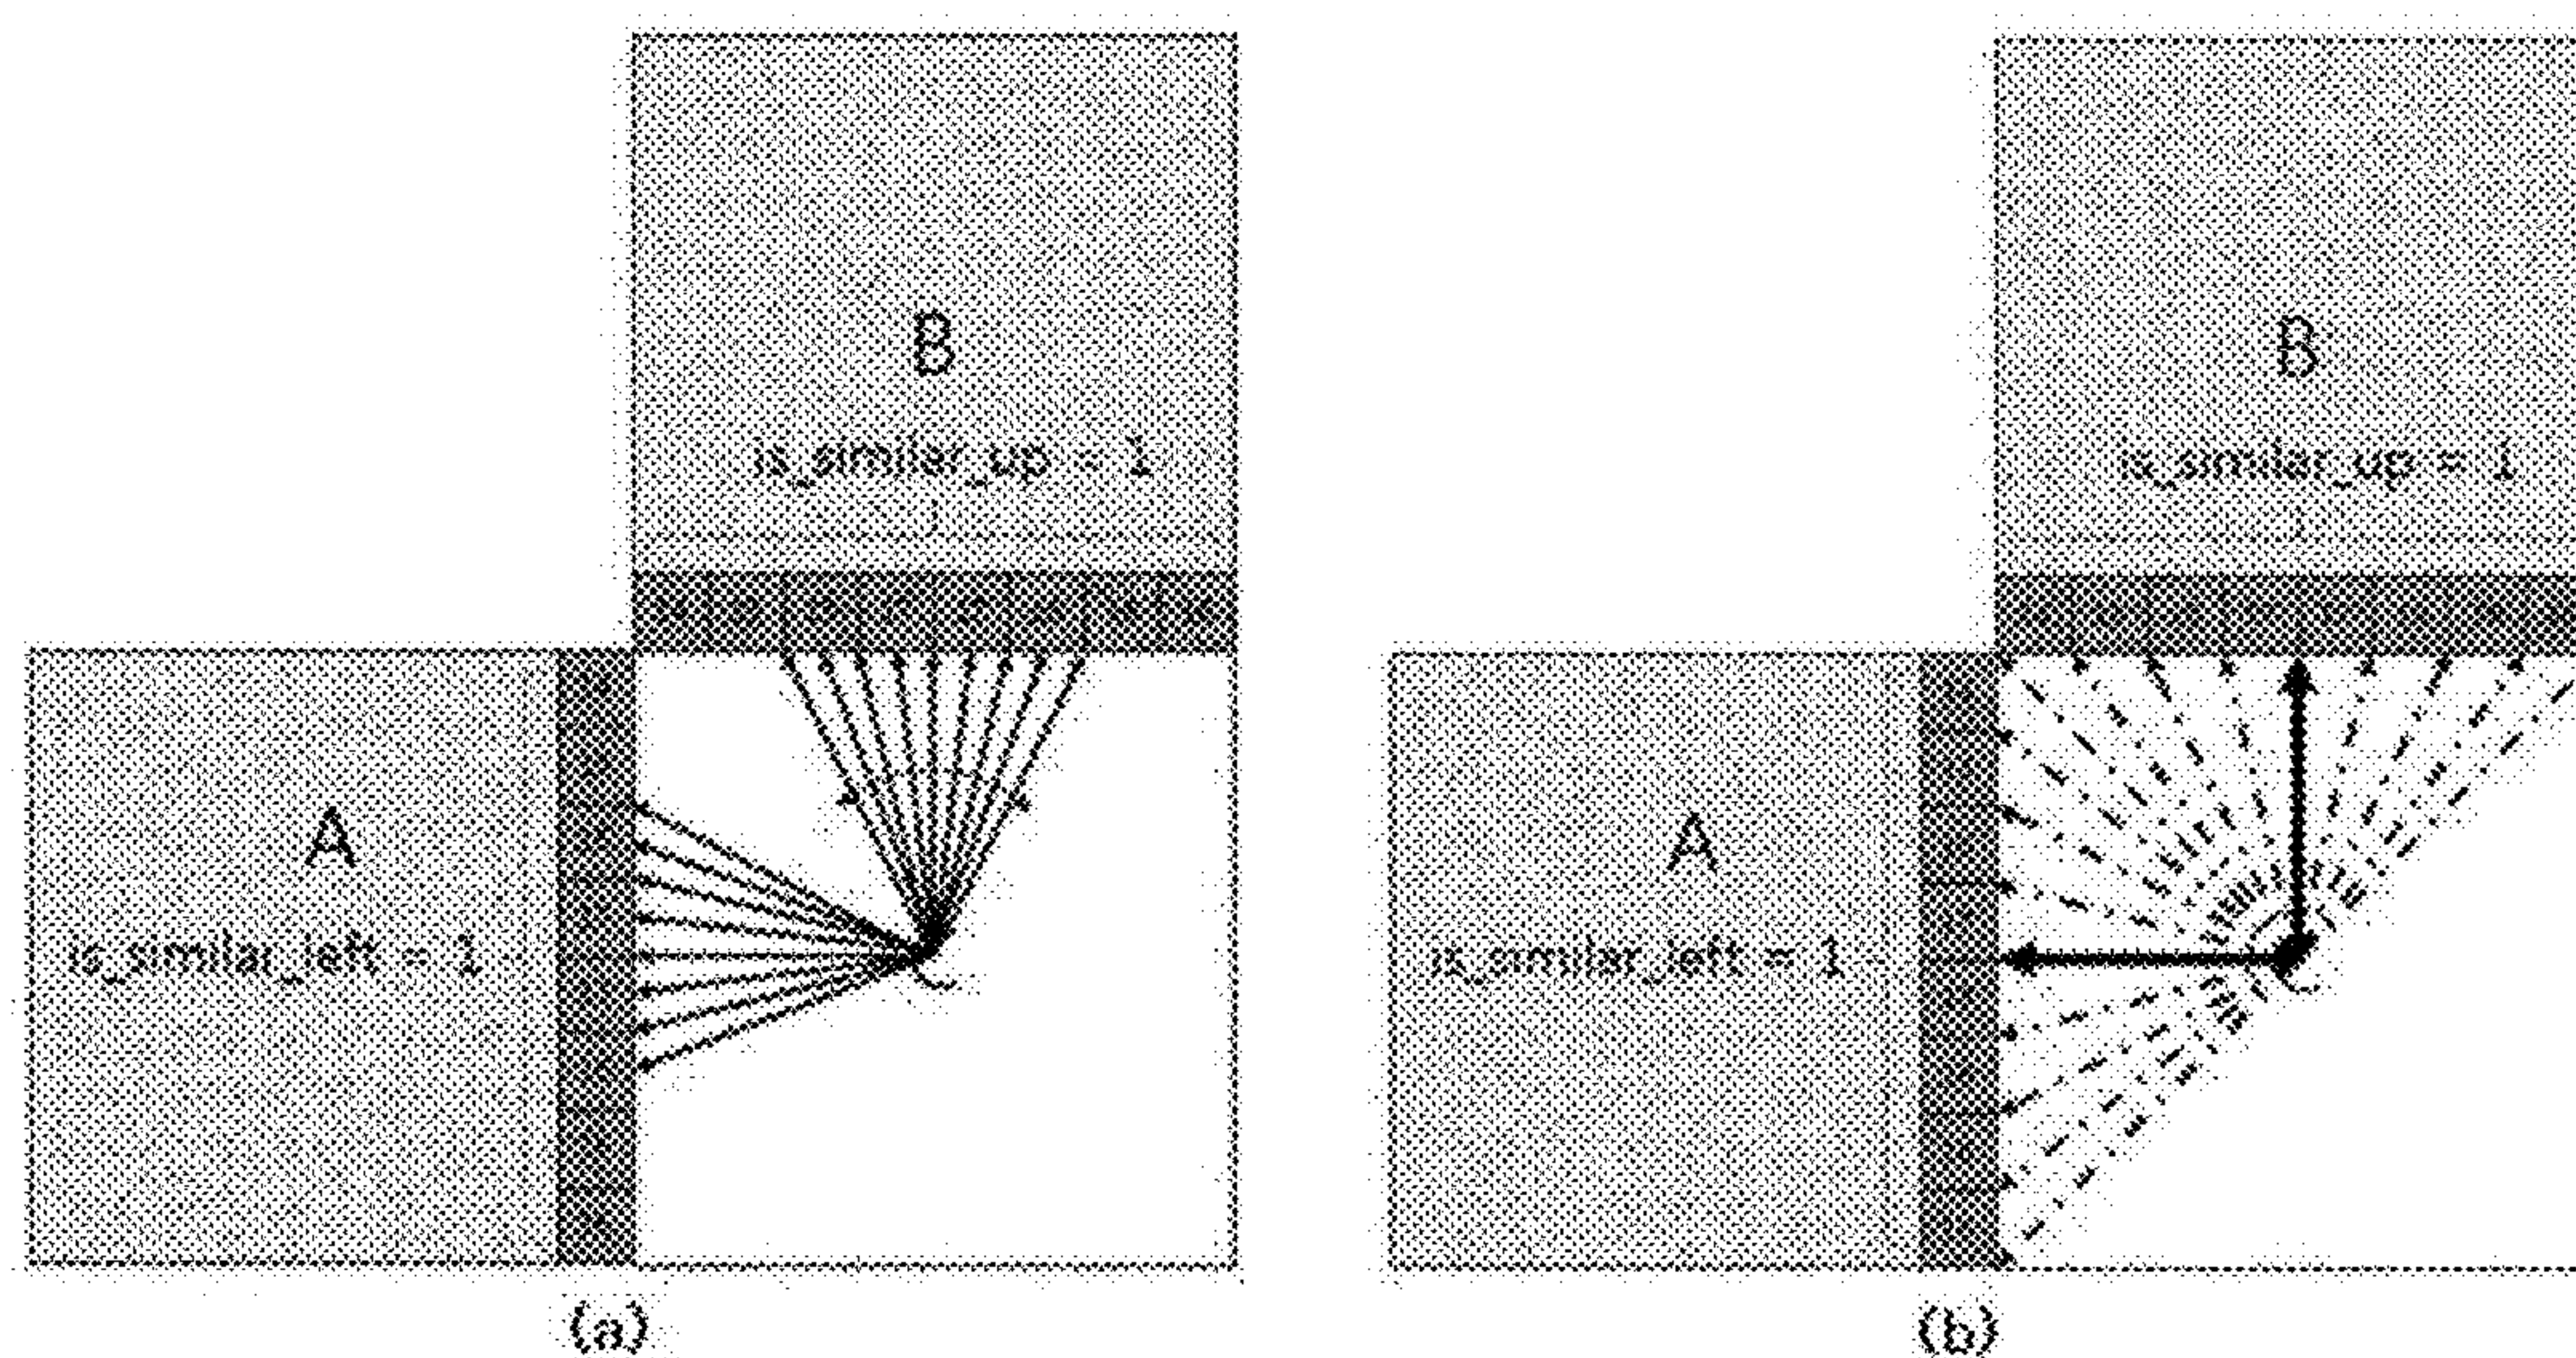 B
is_similar_up = 1
A
is_similar_left = 1
C
(a)
B
is_similar_up = 1
A
is_similar_left = 1
C
(b)